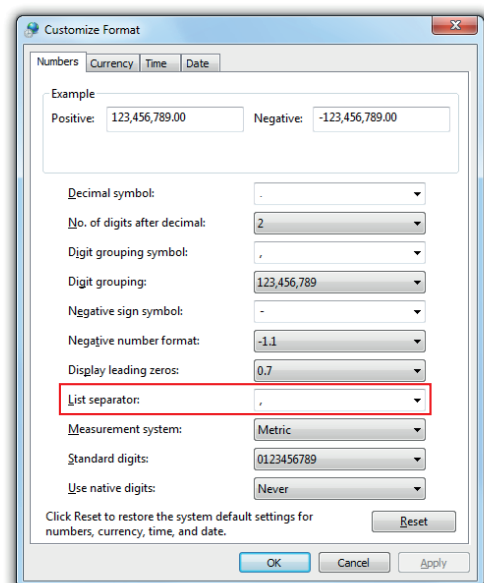 Customize Format
Numbers Currency Time Date
Example
Positive: 123,456,789.00 Negative: -123,456,789.00
Decimal symbol: .
No. of digits after decimal: 2
Digit grouping symbol: ,
Digit grouping: 123,456,789
Negative sign symbol: -
Negative number format: -1.1
Display leading zeros: 0.7
List separator: ,
Measurement system: Metric
Standard digits: 0123456789
Use native digits: Never
Click Reset to restore the system default settings for
numbers, currency, time, and date.
Reset
OK Cancel Apply